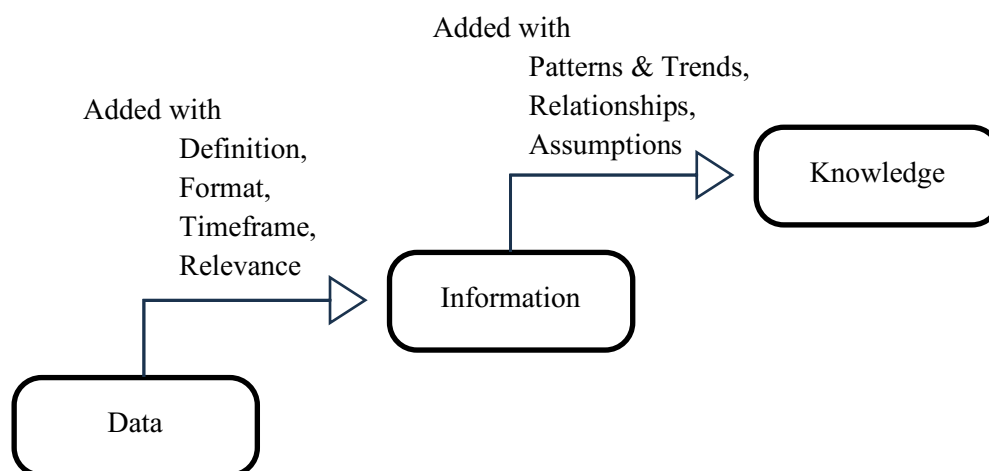 Added with
Patterns & Trends,
Relationships,
Assumptions
Knowledge
Added with
Definition,
Format,
Timeframe,
Relevance
Information
Data